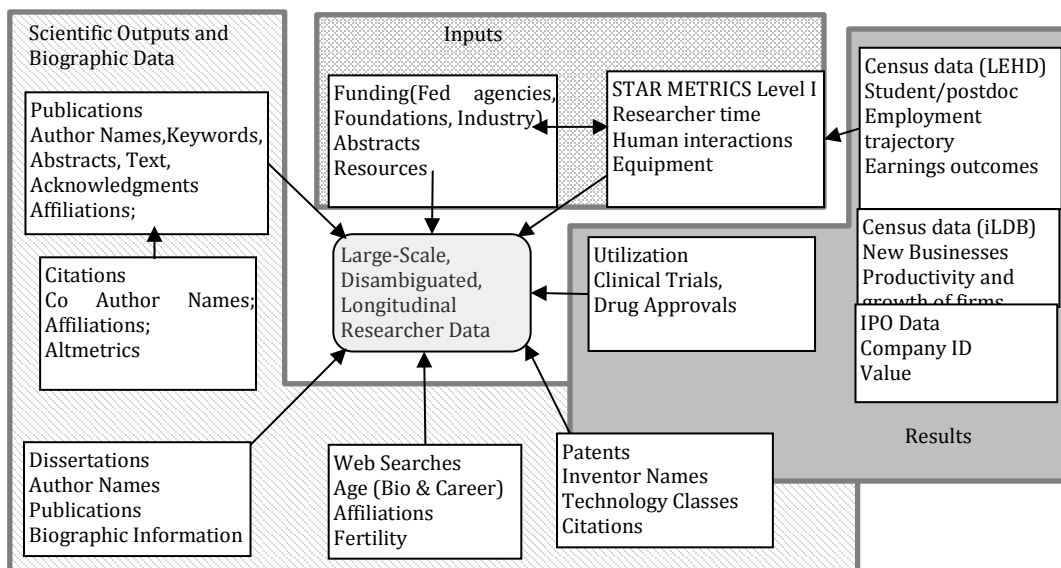 Scientific Outputs and
Biographic Data
Inputs
Publications
Author Names,Keywords,
Abstracts, Text,
Acknowledgments
Affiliations;
Funding(Fed agencies,
Foundations, Industry)
Abstracts
Resources
STAR METRICS Level I
Researcher time
Human interactions
Equipment
Census data (LEHD)
Student/postdoc
Employment
trajectory
Earnings outcomes
Citations
Co Author Names;
Affiliations;
Altmetrics
Large-Scale,
Disambiguated,
Longitudinal
Researcher Data
Utilization
Clinical Trials,
Drug Approvals
Census data (iLDB)
New Businesses
Productivity and
growth of firms
IPO Data
Company ID
Value
Results
Dissertations
Author Names
Publications
Biographic Information
Web Searches
Age (Bio & Career)
Affiliations
Fertility
Patents
Inventor Names
Technology Classes
Citations